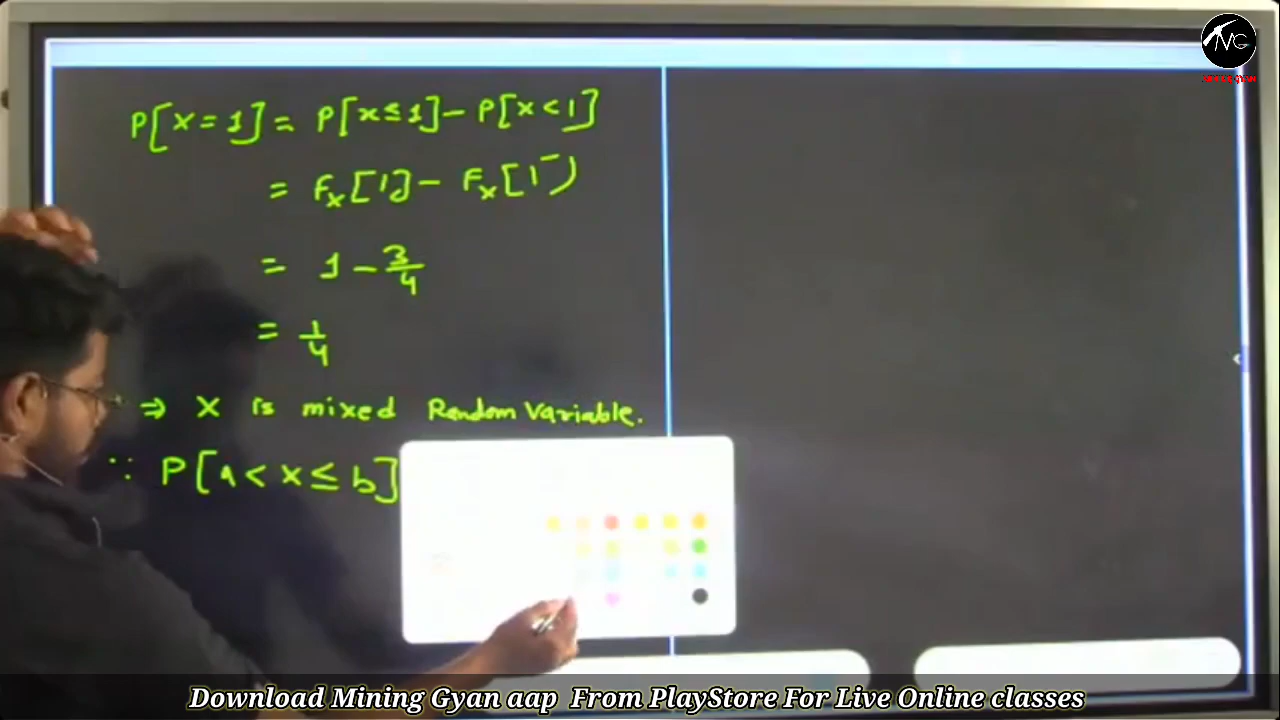 P[X=1] = P[x≤1] - P[x<1]
= Fx[1] - Fx[1⁻)
= 1 - 3/4
= 1/4
⇒ X is mixed Random Variable.
∵ P[a < x ≤ b]
MG
Download Mining Gyan aap From PlayStore For Live Online classes